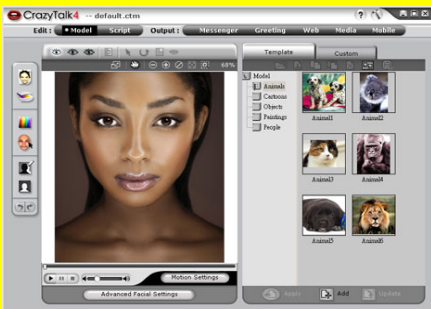 CrazyTalk4 -- default.ctm
Edit : Model Script Output : Messenger Greeting Web Media Mobile
Template Custom
68%
Model
Animals
Cartoons
Objects
Paintings
People
Animal1 Animal2
Animal3 Animal4
Animal5 Animal6
Motion Settings
Advanced Facial Settings
Apply Add Update